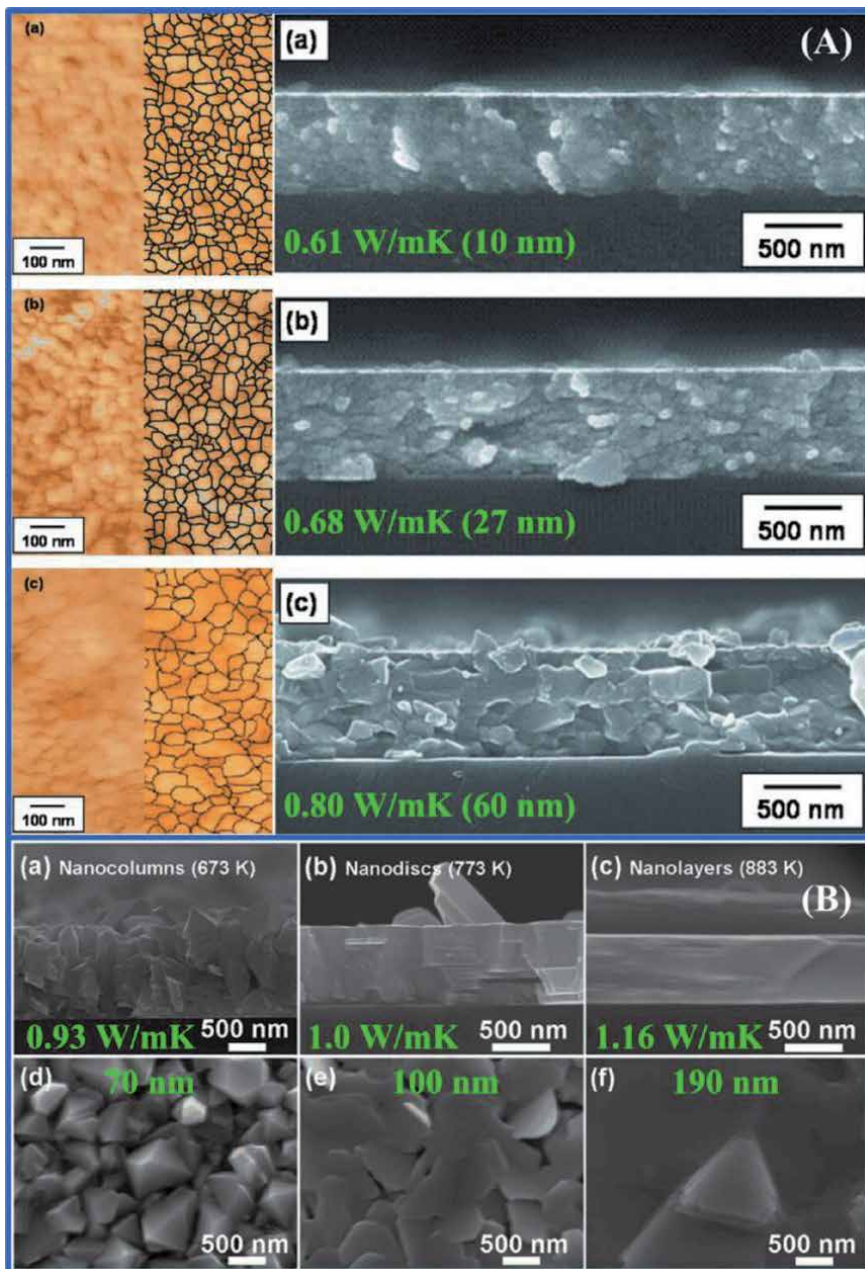 (a)
(a)
(A)
0.61 W/mK (10 nm)
100 nm
500 nm
(b)
(b)
0.68 W/mK (27 nm)
100 nm
500 nm
(c)
(c)
0.80 W/mK (60 nm)
100 nm
500 nm
(a) Nanocolumns (673 K)
(b) Nanodiscs (773 K)
(c) Nanolayers (883 K)
(B)
0.93 W/mK 500 nm
1.0 W/mK 500 nm
1.16 W/mK 500 nm
(d) 70 nm
(e) 100 nm
(f) 190 nm
500 nm
500 nm
500 nm